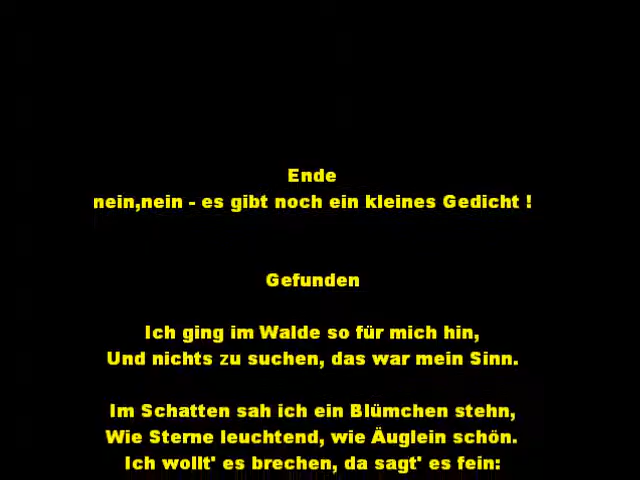 Ende
nein,nein - es gibt noch ein kleines Gedicht !
Gefunden
Ich ging im Walde so für mich hin,
Und nichts zu suchen, das war mein Sinn.
Im Schatten sah ich ein Blümchen stehn,
Wie Sterne leuchtend, wie Äuglein schön.
Ich wollt' es brechen, da sagt' es fein: